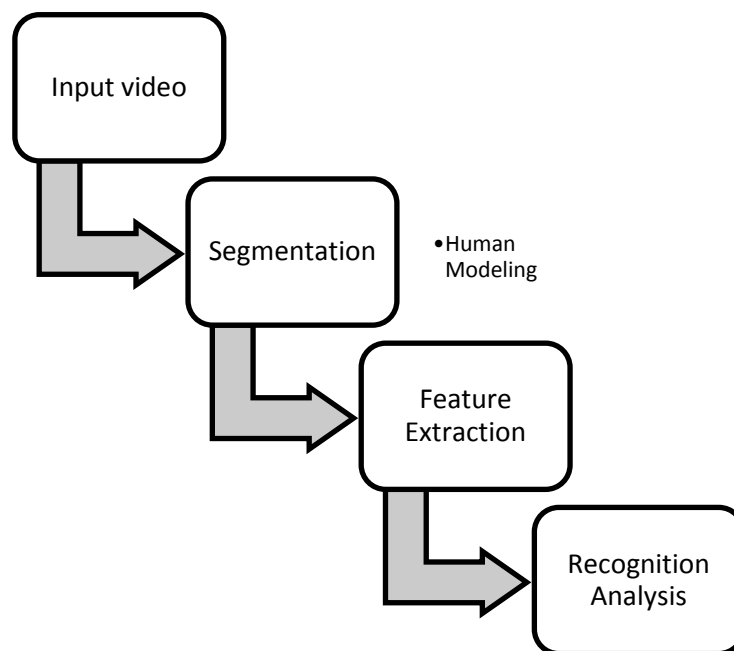 Input video
Segmentation
•Human
Modeling
Feature
Extraction
Recognition
Analysis